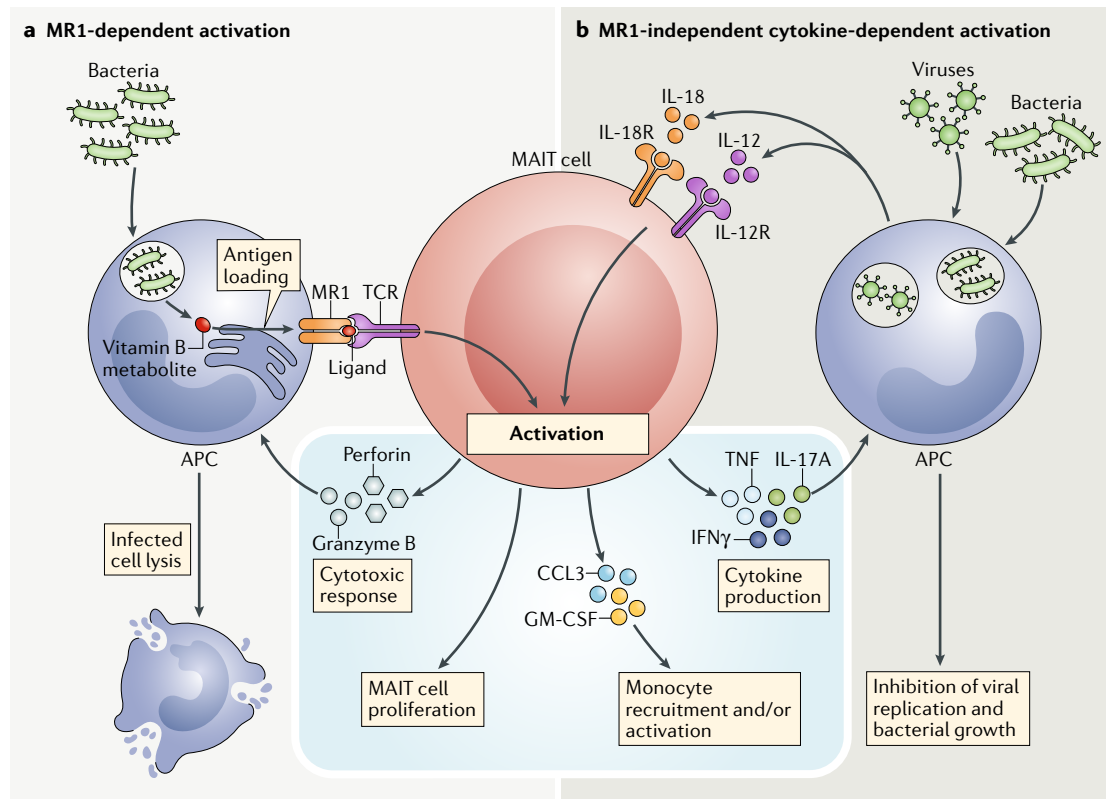 a MR1-dependent activation
b MR1-independent cytokine-dependent activation
Bacteria
Viruses
Bacteria
IL-18
IL-18R
IL-12
MAIT cell
IL-12R
Antigen
loading
MR1
TCR
Vitamin B
metabolite
Ligand
Activation
APC
APC
Perforin
Granzyme B
Cytotoxic
response
TNF
IL-17A
IFNγ
Cytokine
production
Infected
cell lysis
CCL3
GM-CSF
MAIT cell
proliferation
Monocyte
recruitment and/or
activation
Inhibition of viral
replication and
bacterial growth